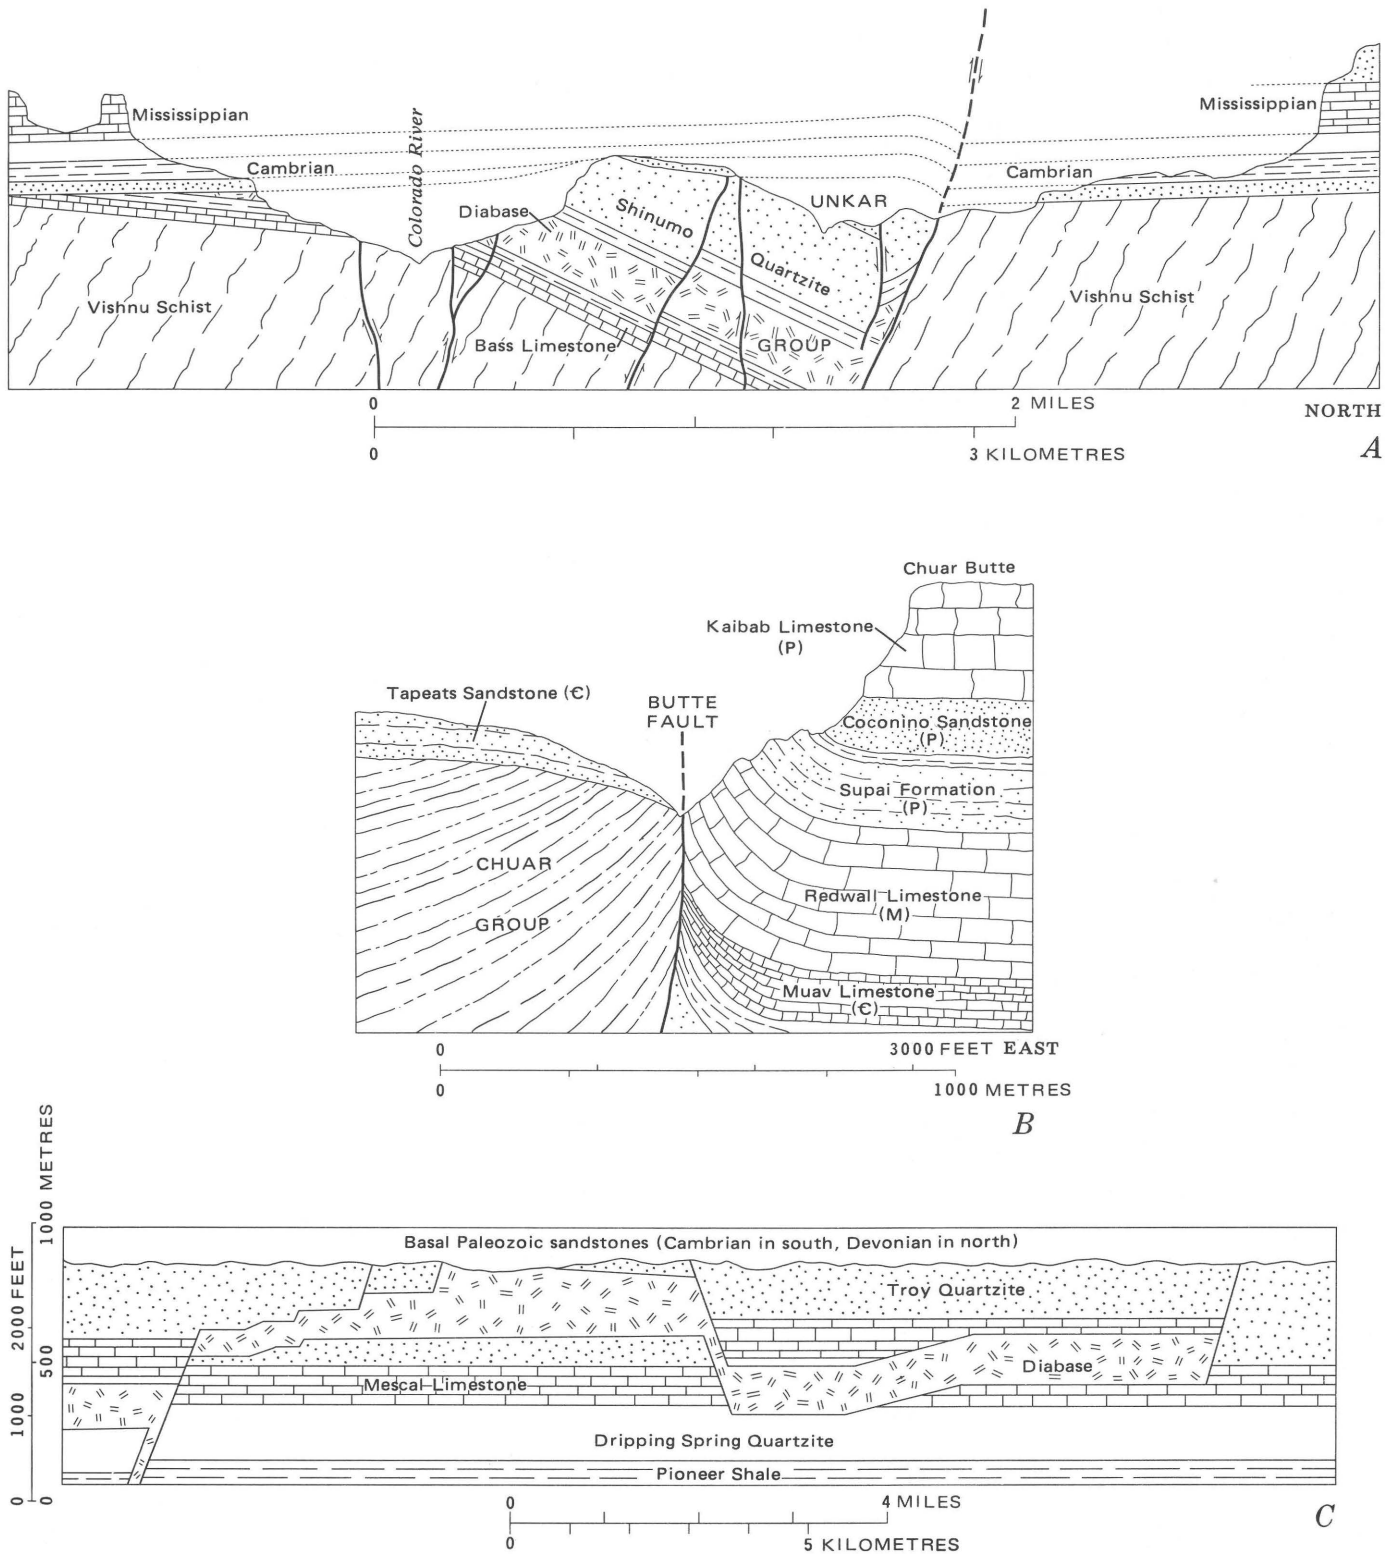 Mississippian
Cambrian
Colorado River
Diabase
Shinumo
UNKAR
Quartzite
Mississippian
Cambrian
Vishnu Schist
Bass Limestone
GROUP
Vishnu Schist
0 2 MILES
NORTH
0 3 KILOMETRES
A
Chuar Butte
Kaibab Limestone
(P)
Tapeats Sandstone (Є)
BUTTE
FAULT
Coconino Sandstone
(P)
Supai Formation
(P)
CHUAR
GROUP
Redwall Limestone
(M)
Muav Limestone
(Є)
0 3000 FEET EAST
0 1000 METRES
B
1000 METRES
500
0
2000 FEET
1000
0
Basal Paleozoic sandstones (Cambrian in south, Devonian in north)
Troy Quartzite
Diabase
Mescal Limestone
Dripping Spring Quartzite
Pioneer Shale
0 4 MILES
0 5 KILOMETRES
C